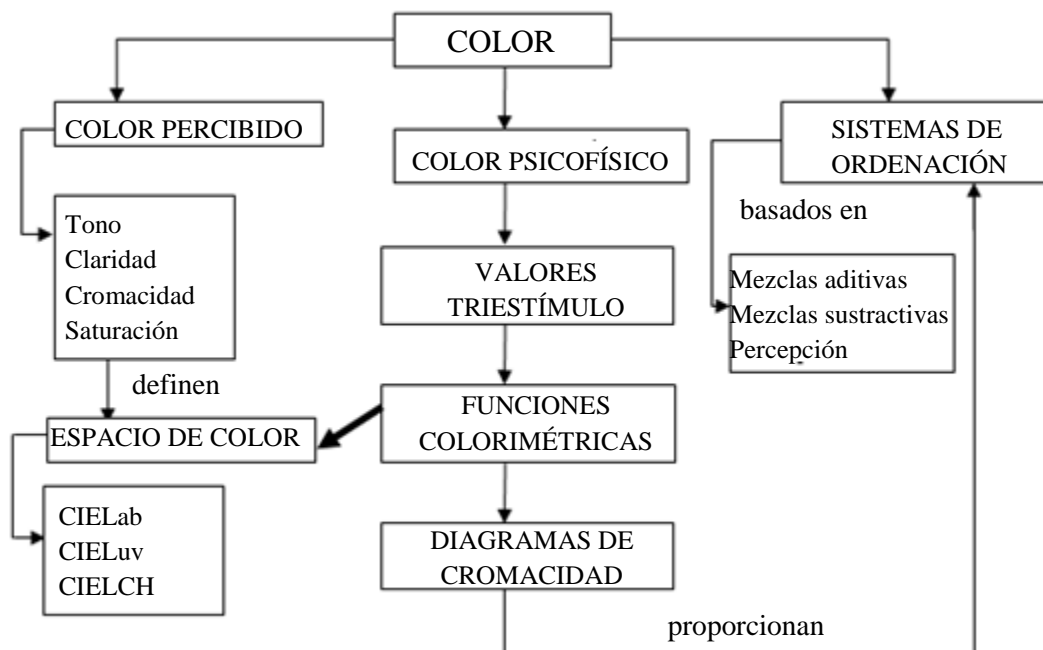 COLOR
COLOR PERCIBIDO
COLOR PSICOFÍSICO
SISTEMAS DE
ORDENACIÓN
basados en
Tono
Claridad
Cromacidad
Saturación
VALORES
TRIESTÍMULO
Mezclas aditivas
Mezclas sustractivas
Percepción
definen
ESPACIO DE COLOR
FUNCIONES
COLORIMÉTRICAS
CIELab
CIELuv
CIELCH
DIAGRAMAS DE
CROMACIDAD
proporcionan